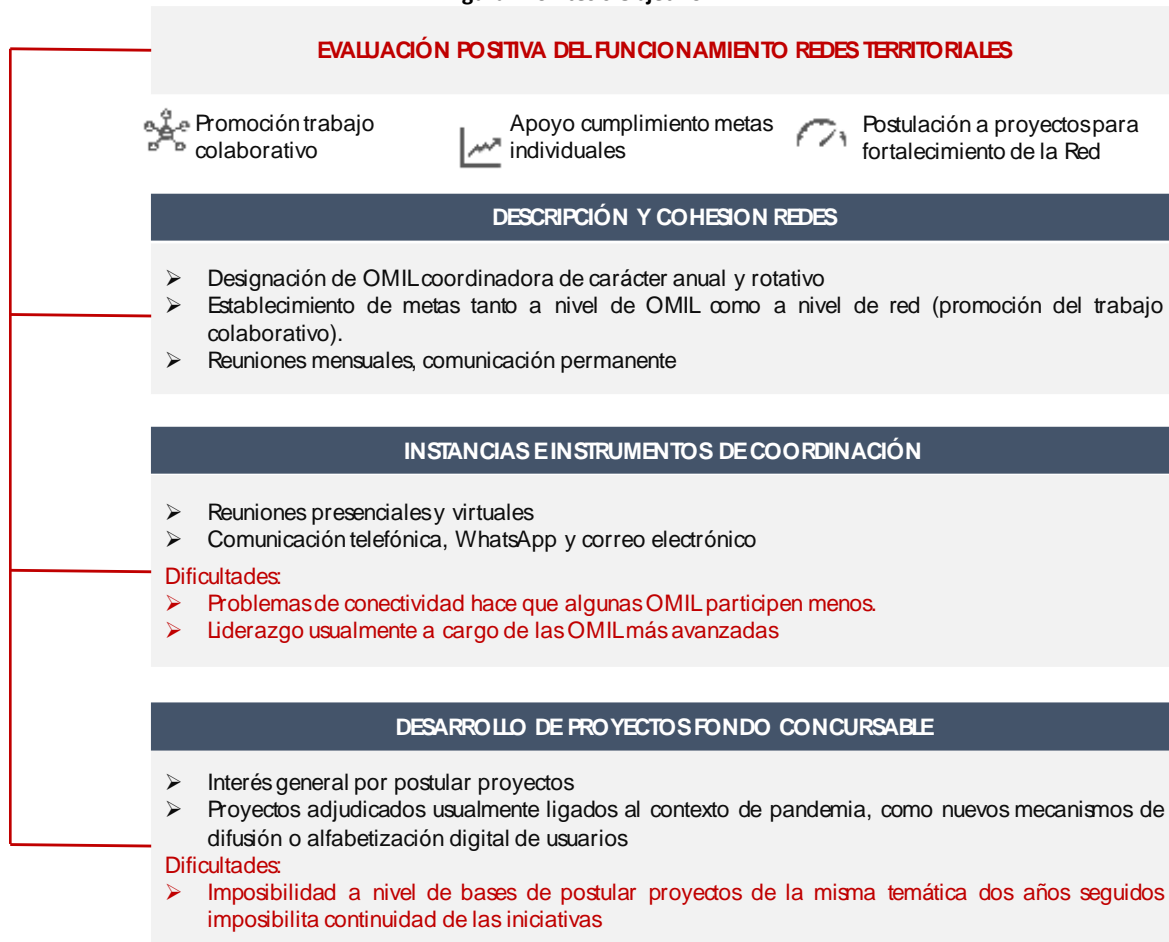 EVALUACIÓN POSITIVA DEL FUNCIONAMIENTO REDES TERRITORIALES
Promoción trabajo
colaborativo
Apoyo cumplimiento metas
individuales
Postulación a proyectos para
fortalecimiento de la Red
DESCRIPCIÓN Y COHESION REDES
➢ Designación de OMIL coordinadora de carácter anual y rotativo
➢ Establecimiento de metas tanto a nivel de OMIL como a nivel de red (promoción del trabajo
colaborativo).
➢ Reuniones mensuales, comunicación permanente
INSTANCIAS E INSTRUMENTOS DE COORDINACIÓN
➢ Reuniones presenciales y virtuales
➢ Comunicación telefónica, WhatsApp y correo electrónico
Dificultades:
➢ Problemas de conectividad hace que algunas OMIL participen menos.
➢ Liderazgo usualmente a cargo de las OMIL más avanzadas
DESARROLLO DE PROYECTOS FONDO CONCURSABLE
➢ Interés general por postular proyectos
➢ Proyectos adjudicados usualmente ligados al contexto de pandemia, como nuevos mecanismos de
difusión o alfabetización digital de usuarios
Dificultades:
➢ Imposibilidad a nivel de bases de postular proyectos de la misma temática dos años seguidos
imposibilita continuidad de las iniciativas